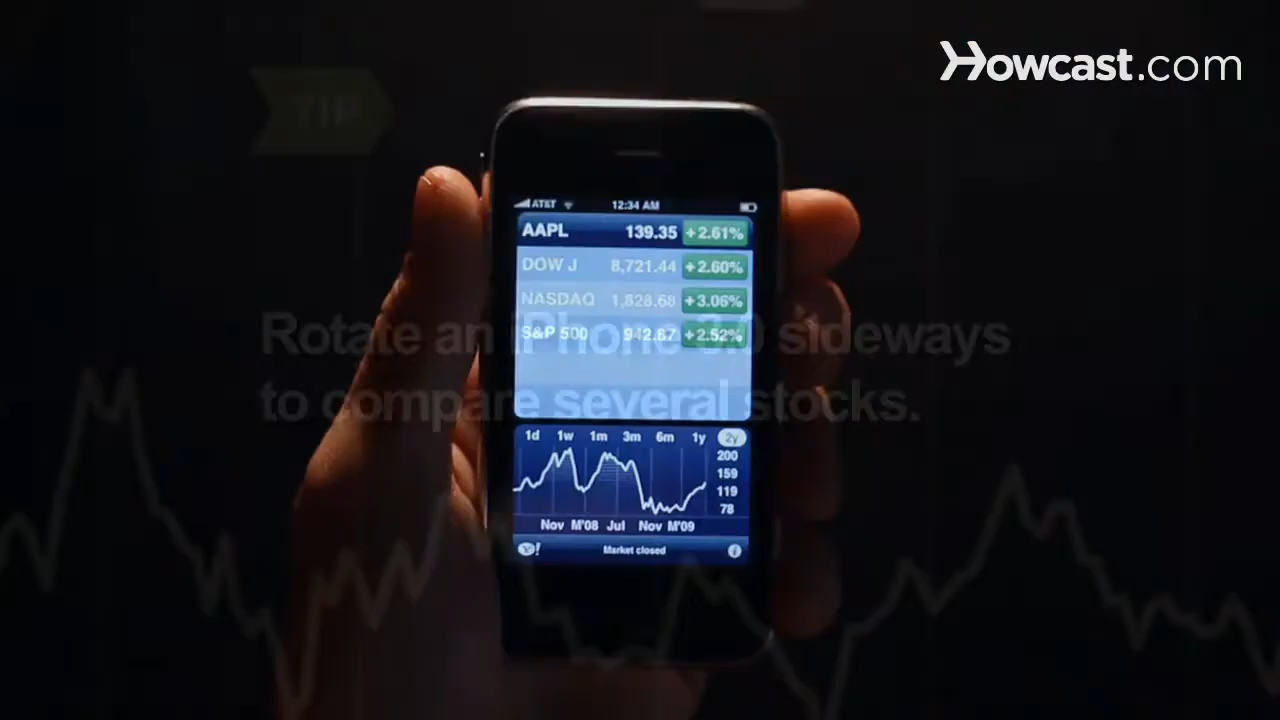 Howcast.com
TIP
AT&T 12:34 AM
AAPL 139.35 +2.61%
DOW J 8,721.44 +2.60%
NASDAQ 1,828.68 +3.06%
S&P 500 942.87 +2.52%
Rotate an iPhone 3.0 sideways
to compare several stocks.
1d 1w 1m 3m 6m 1y 2y
200
159
119
78
Nov M'08 Jul Nov M'09
Y! Market closed i